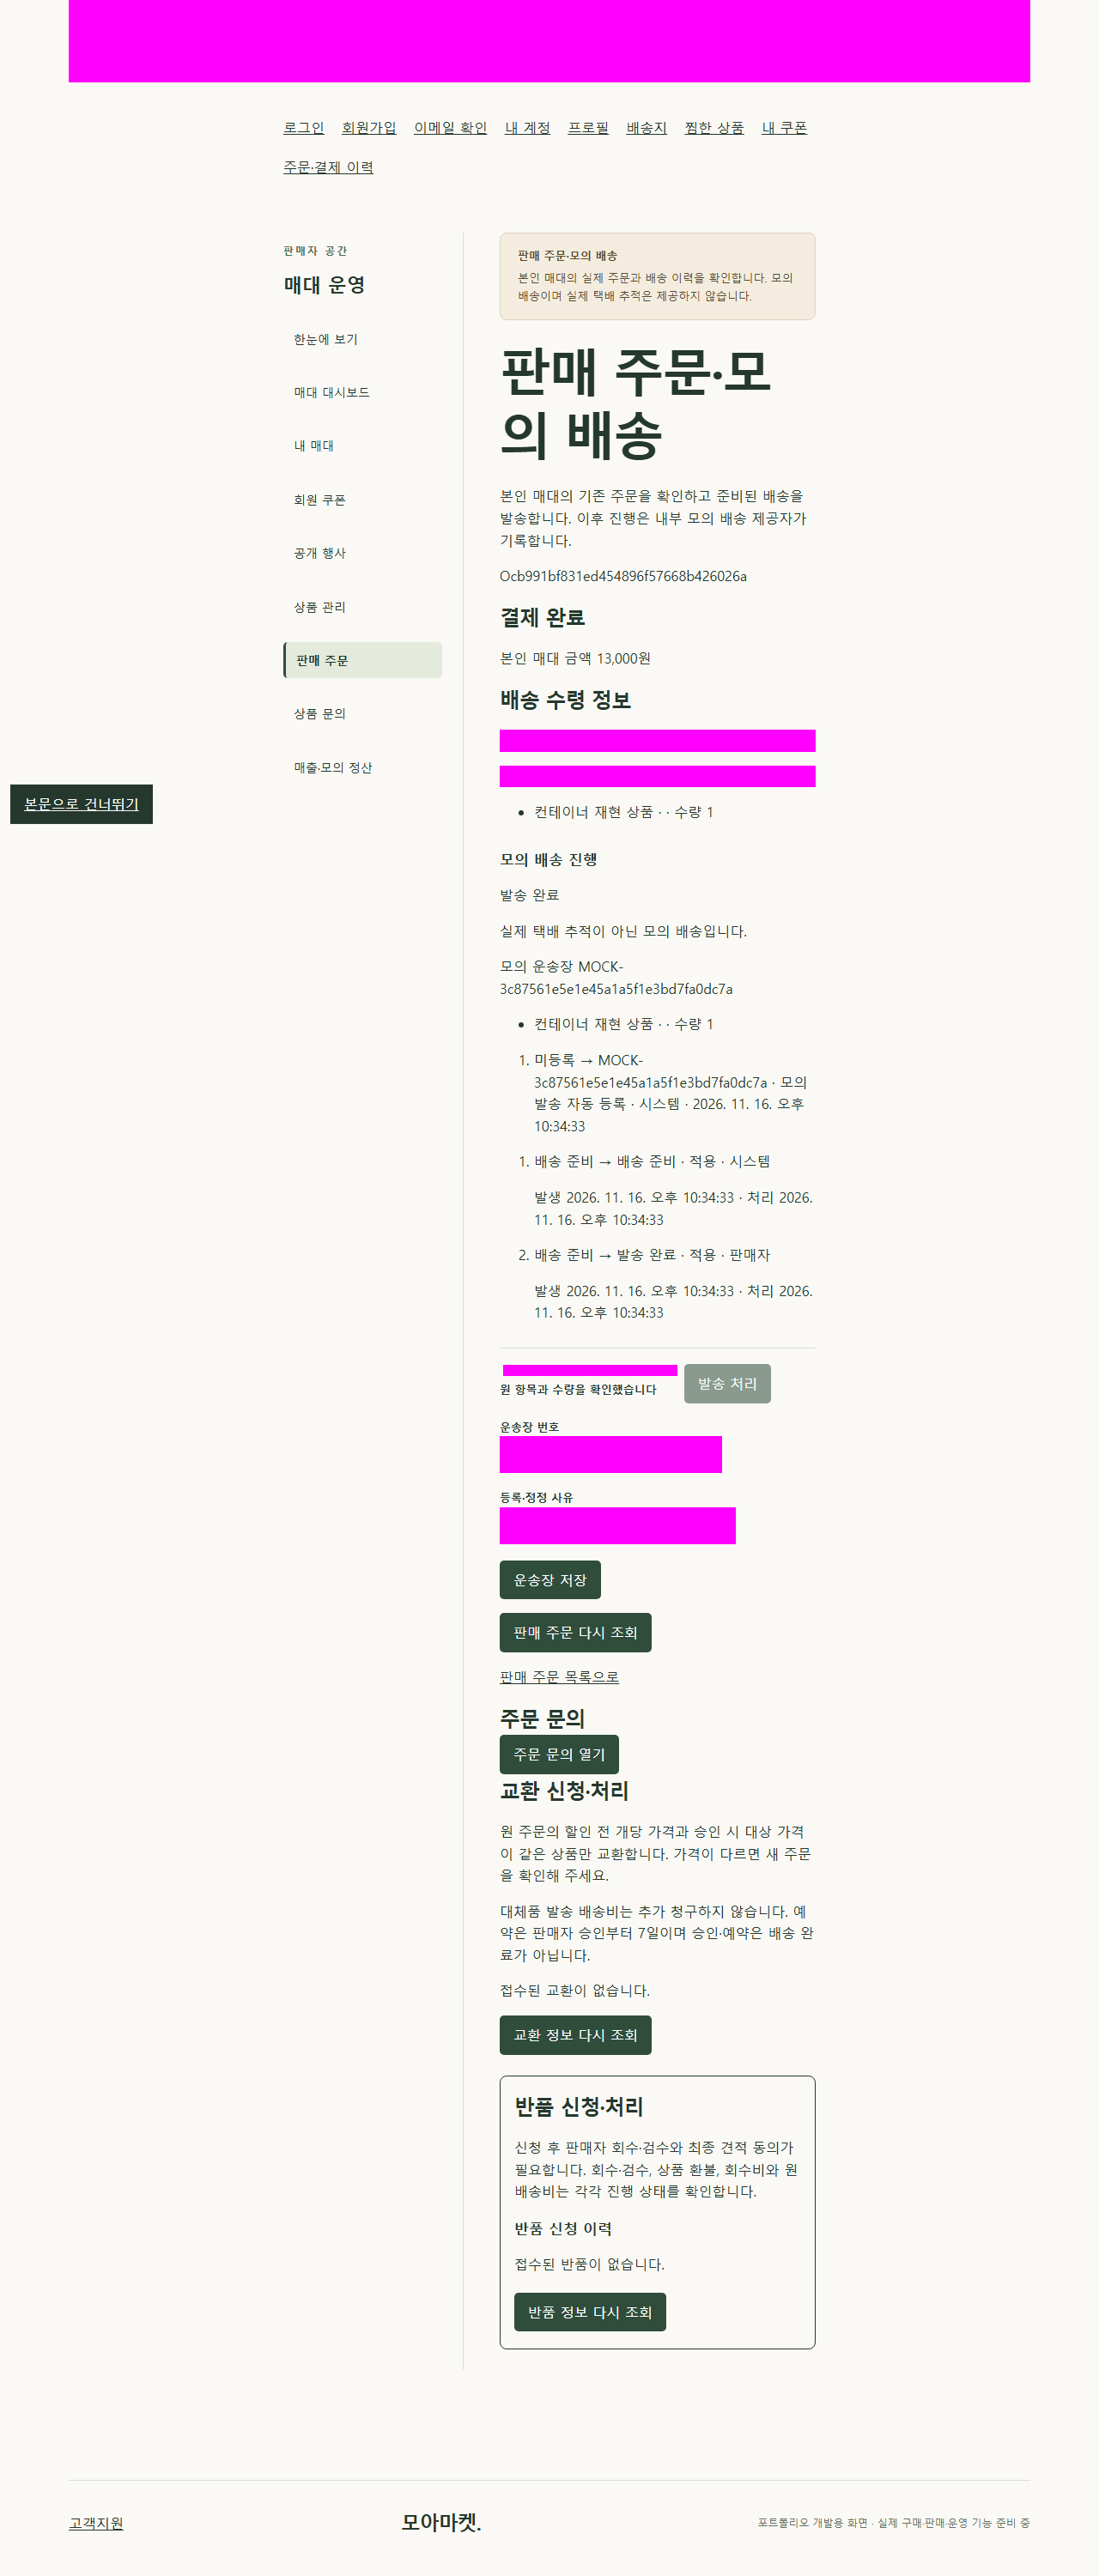 로그인 회원가입 이메일 확인 내 계정 프로필 배송지 찜한 상품 내 쿠폰
주문·결제 이력
판매자 공간
매대 운영
한눈에 보기
매대 대시보드
내 매대
회원 쿠폰
공개 행사
상품 관리
판매 주문
상품 문의
매출·모의 정산
본문으로 건너뛰기
판매 주문·모의 배송
본인 매대의 실제 주문과 배송 이력을 확인합니다. 모의
배송이며 실제 택배 추적은 제공하지 않습니다.
판매 주문·모
의 배송
본인 매대의 기존 주문을 확인하고 준비된 배송을
발송합니다. 이후 진행은 내부 모의 배송 제공자가
기록합니다.
Ocb991bf831ed454896f57668b426026a
결제 완료
본인 매대 금액 13,000원
배송 수령 정보
• 컨테이너 재현 상품 · · 수량 1
모의 배송 진행
발송 완료
실제 택배 추적이 아닌 모의 배송입니다.
모의 운송장 MOCK-
3c87561e5e1e45a1a5f1e3bd7fa0dc7a
• 컨테이너 재현 상품 · · 수량 1
1. 미등록 → MOCK-
3c87561e5e1e45a1a5f1e3bd7fa0dc7a · 모의
발송 자동 등록 · 시스템 · 2026. 11. 16. 오후
10:34:33
1. 배송 준비 → 배송 준비 · 적용 · 시스템
발생 2026. 11. 16. 오후 10:34:33 · 처리 2026.
11. 16. 오후 10:34:33
2. 배송 준비 → 발송 완료 · 적용 · 판매자
발생 2026. 11. 16. 오후 10:34:33 · 처리 2026.
11. 16. 오후 10:34:33
원 항목과 수량을 확인했습니다 발송 처리
운송장 번호
등록·정정 사유
운송장 저장
판매 주문 다시 조회
판매 주문 목록으로
주문 문의
주문 문의 열기
교환 신청·처리
원 주문의 할인 전 개당 가격과 승인 시 대상 가격
이 같은 상품만 교환합니다. 가격이 다르면 새 주문
을 확인해 주세요.
대체품 발송 배송비는 추가 청구하지 않습니다. 예
약은 판매자 승인부터 7일이며 승인·예약은 배송 완
료가 아닙니다.
접수된 교환이 없습니다.
교환 정보 다시 조회
반품 신청·처리
신청 후 판매자 회수·검수와 최종 견적 동의가
필요합니다. 회수·검수, 상품 환불, 회수비와 원
배송비는 각각 진행 상태를 확인합니다.
반품 신청 이력
접수된 반품이 없습니다.
반품 정보 다시 조회
고객지원
모아마켓.
포트폴리오 개발용 화면 · 실제 구매·판매·운영 기능 준비 중